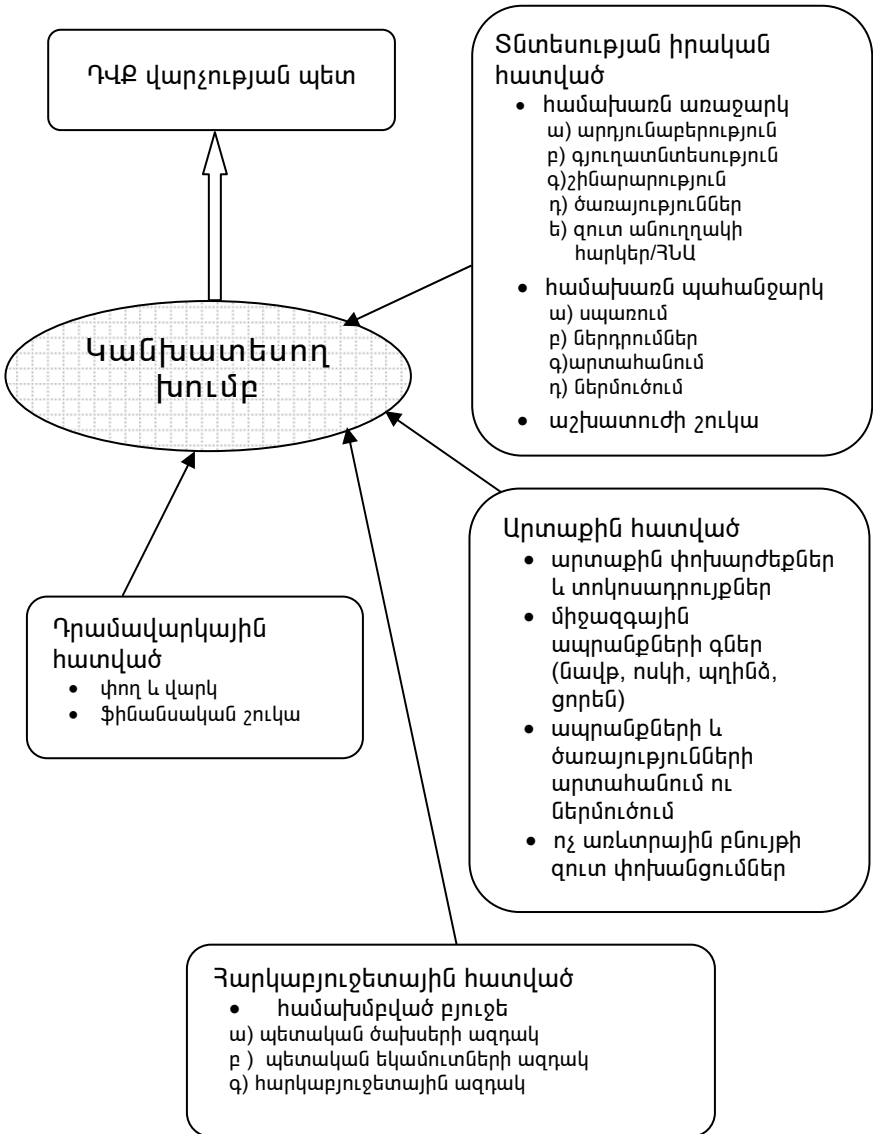 ԴՎՔ վարչության պետ
Տնտեսության իրական
հատված
• համախառն առաջարկ
ա) արդյունաբերություն
բ) գյուղատնտեսություն
գ)շինարարություն
դ) ծառայություններ
ե) զուտ անուղղակի
հարկեր/ՀՆԱ
• համախառն պահանջարկ
ա) սպառում
բ) ներդրումներ
գ)արտահանում
դ) ներմուծում
• աշխատուժի շուկա
Կանխատեսող
խումբ
Արտաքին հատված
• արտաքին փոխարժեքներ
և տոկոսադրույքներ
• միջազգային
ապրանքների գներ
(նավթ, ոսկի, պղինձ,
ցորեն)
• ապրանքների և
ծառայությունների
արտահանում ու
ներմուծում
• ոչ առևտրային բնույթի
զուտ փոխանցումներ
Դրամավարկային
հատված
• փող և վարկ
• ֆինանսական շուկա
Հարկաբյուջետային հատված
• համախմբված բյուջե
ա) պետական ծախսերի ազդակ
բ ) պետական եկամուտների ազդակ
գ) հարկաբյուջետային ազդակ